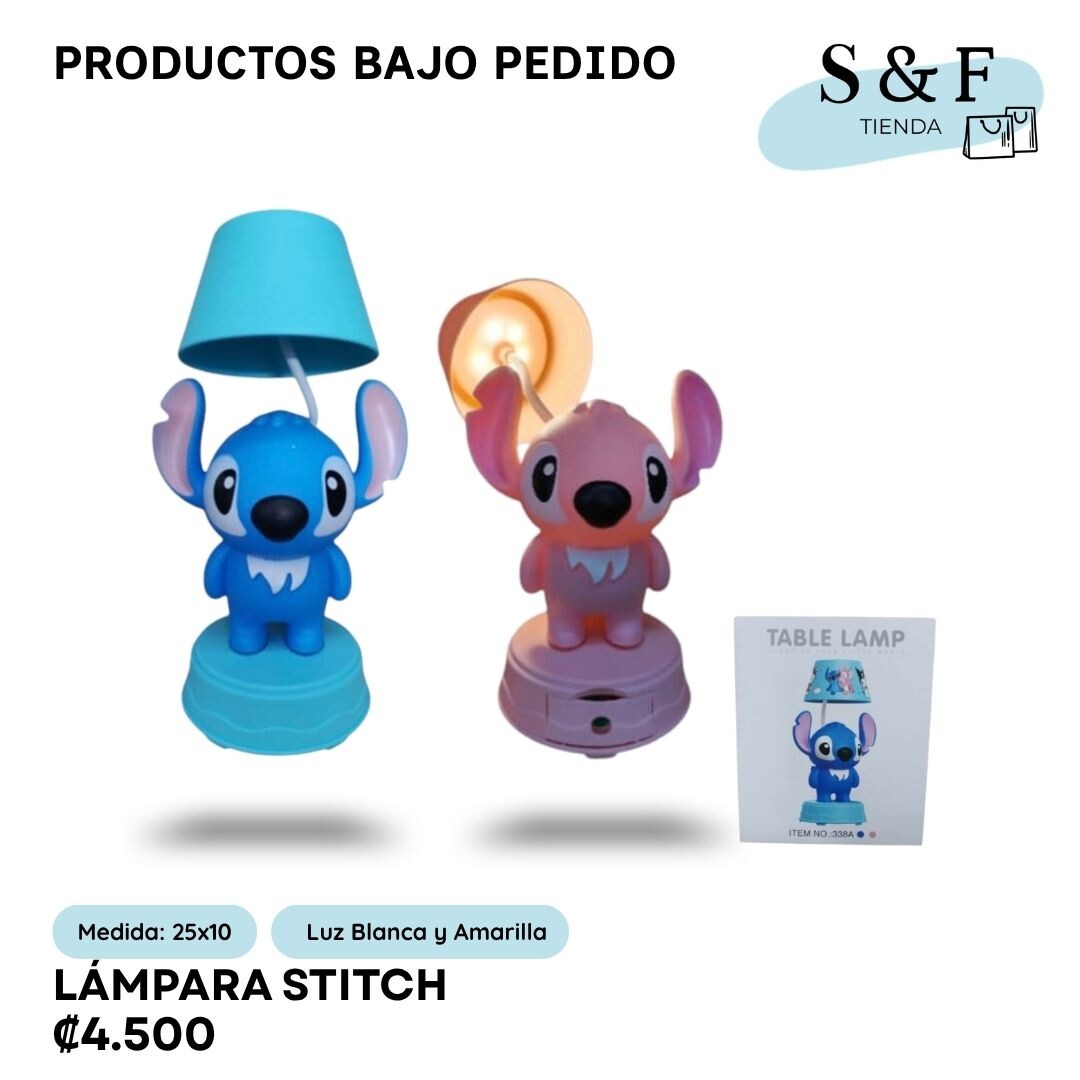 PRODUCTOS BAJO PEDIDO
S & F
TIENDA
TABLE LAMP
ITEM NO.:338A
Medida: 25x10
Luz Blanca y Amarilla
LÁMPARA STITCH
₡4.500